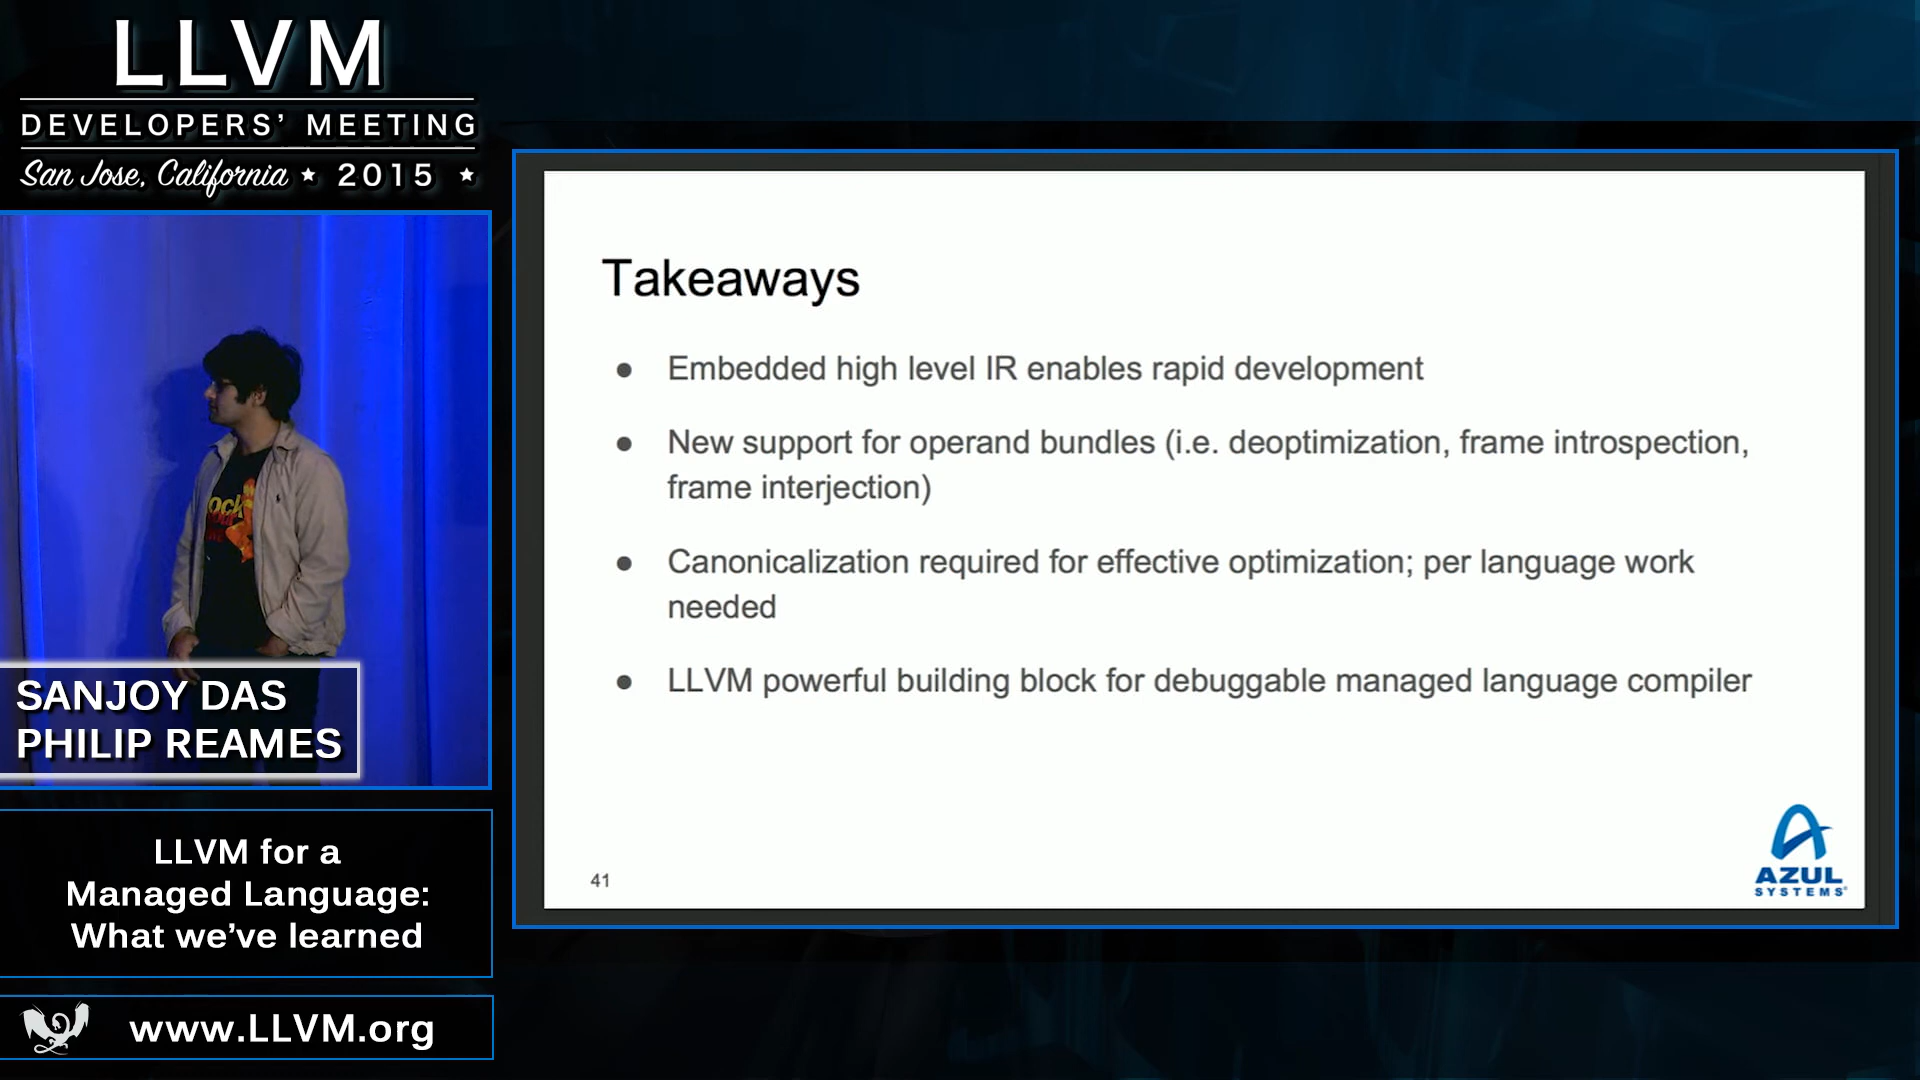 LLVM
DEVELOPERS' MEETING
San Jose, California ★ 2015 ★
Takeaways
● Embedded high level IR enables rapid development
● New support for operand bundles (i.e. deoptimization, frame introspection,
frame interjection)
● Canonicalization required for effective optimization; per language work
needed
● LLVM powerful building block for debuggable managed language compiler
41
AZUL
SYSTEMS
ock
SANJOY DAS
PHILIP REAMES
LLVM for a
Managed Language:
What we've learned
www.LLVM.org